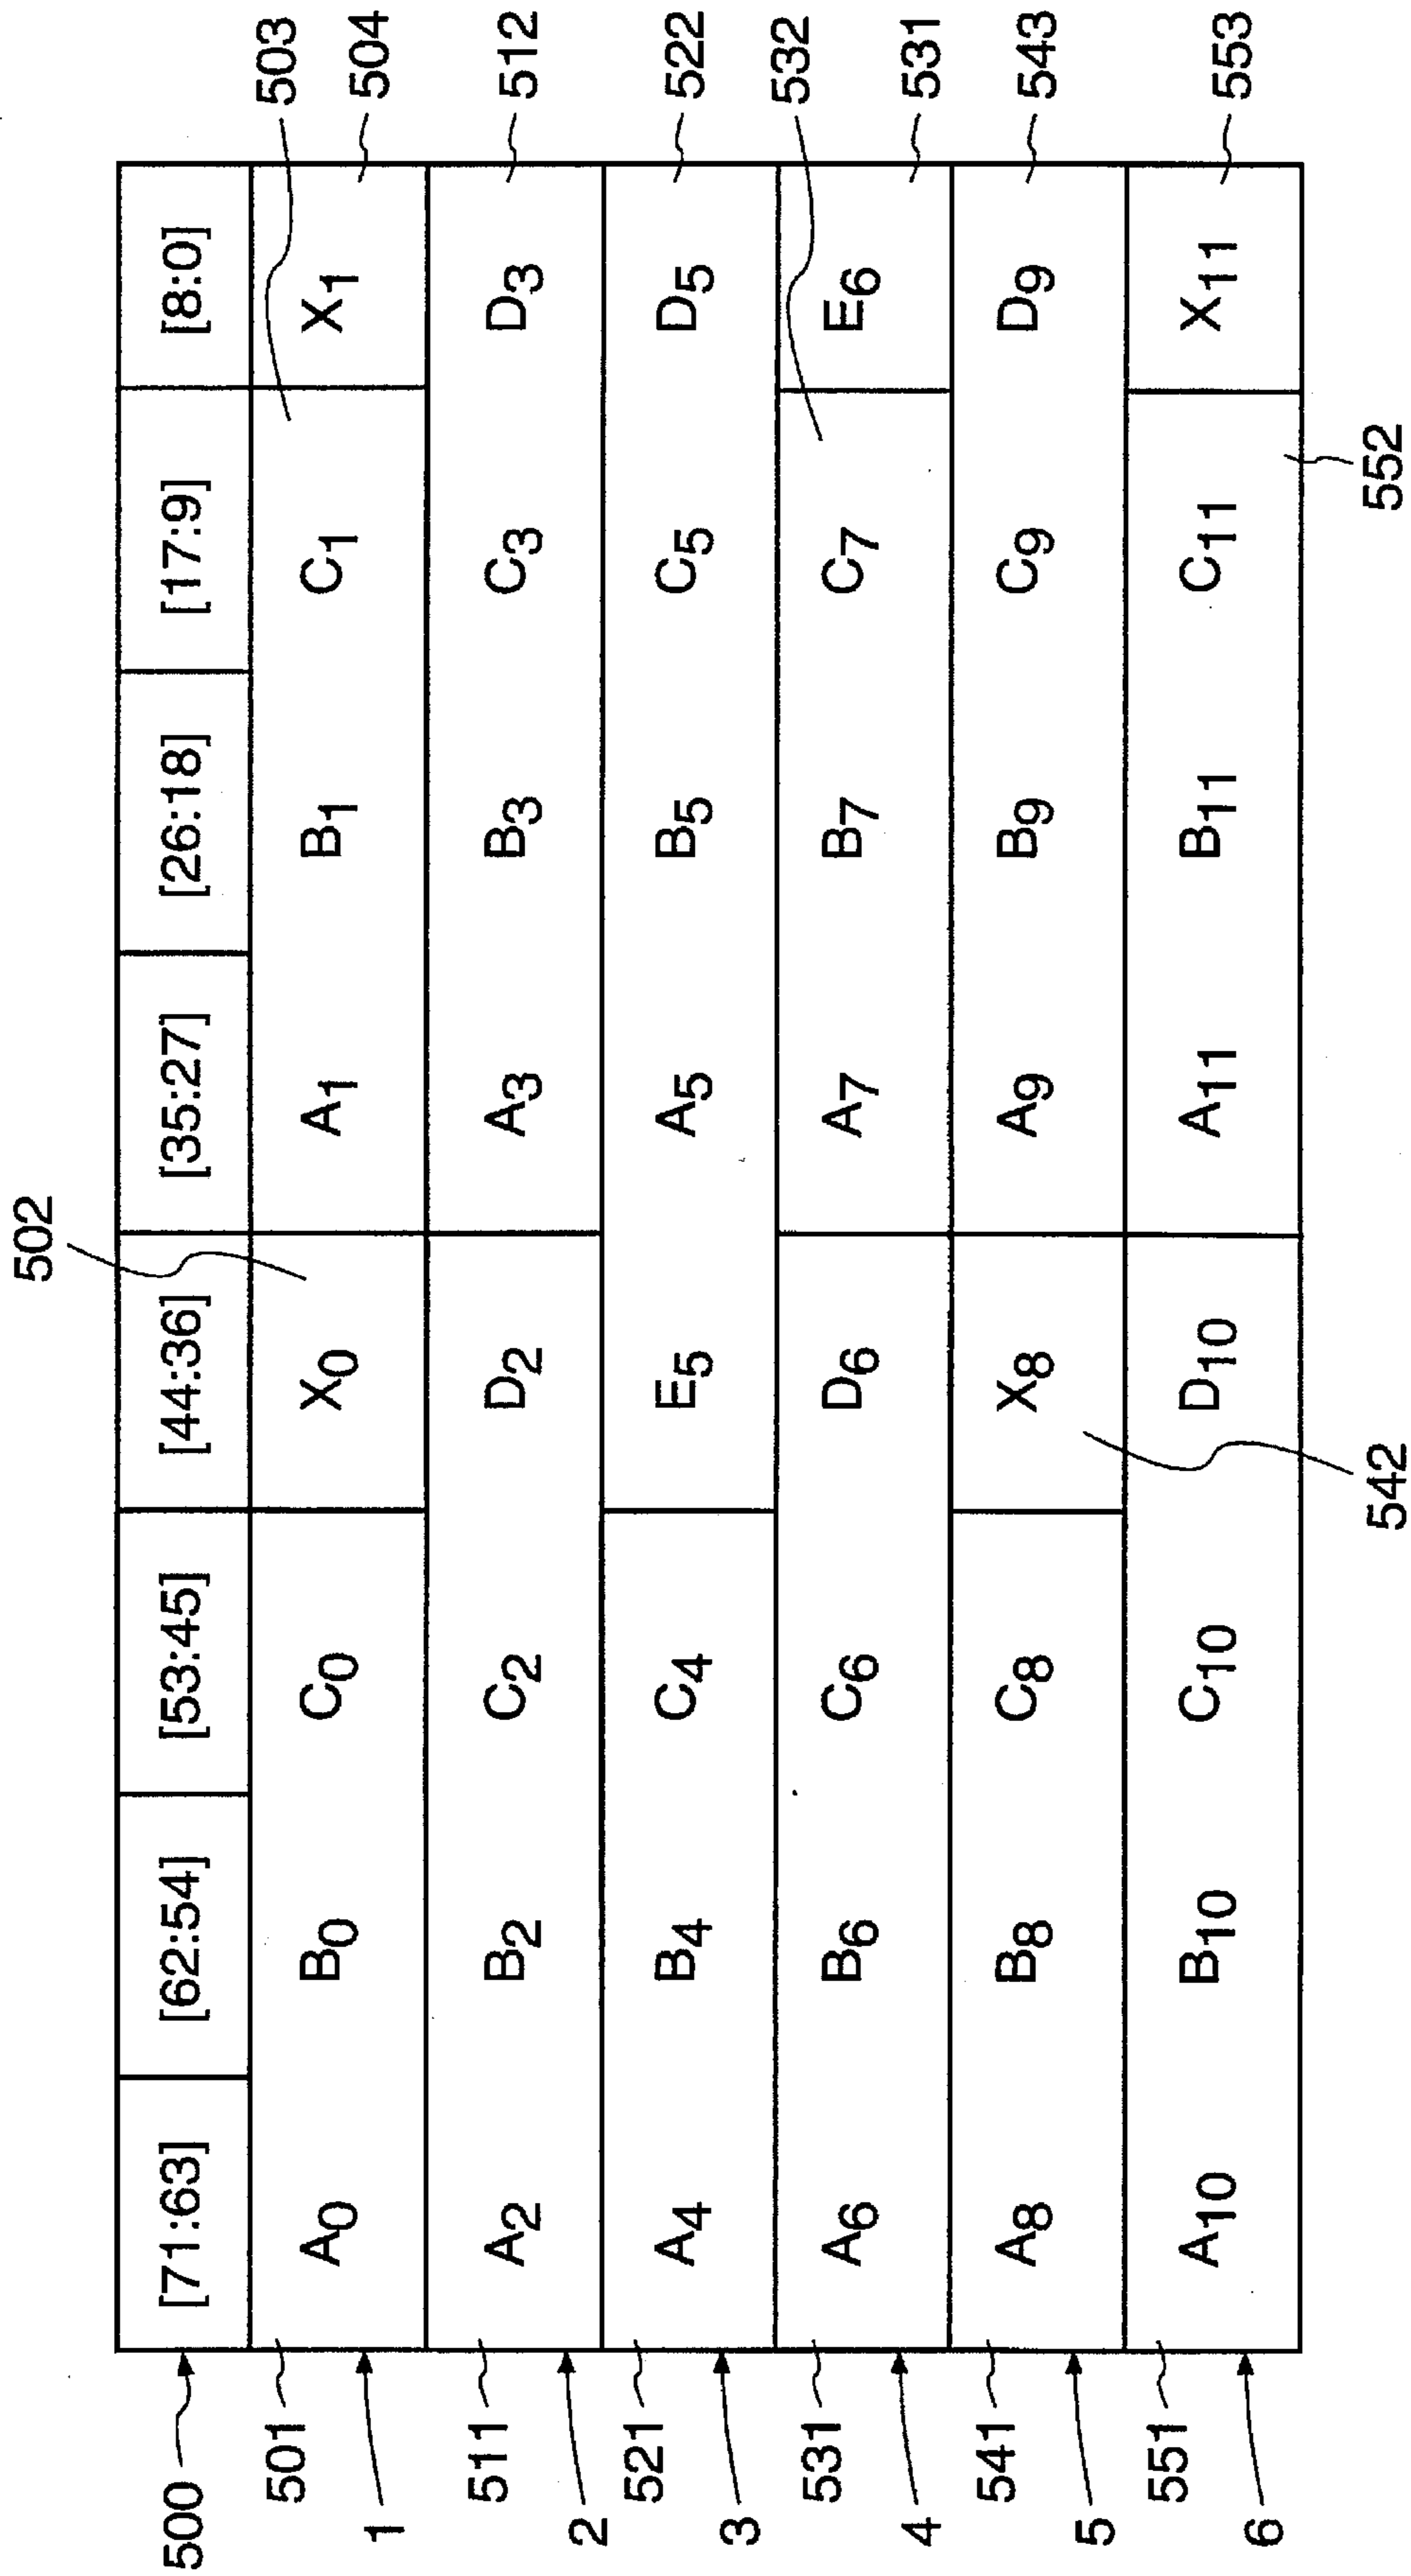 502
500 [71:63] [62:54] [53:45] [44:36] [35:27] [26:18] [17:9] [8:0]
501 503
1 A0 B0 C0 X0 A1 B1 C1 X1 504
511 A2 B2 C2 D2 A3 B3 C3 D3 512
2
521 A4 B4 C4 E5 A5 B5 C5 D5 522
3
532
531 A6 B6 C6 D6 A7 B7 C7 E6 531
4
541 A8 B8 C8 X8 A9 B9 C9 D9 543
5
551 A10 B10 C10 D10 A11 B11 C11 X11 553
6
542 552